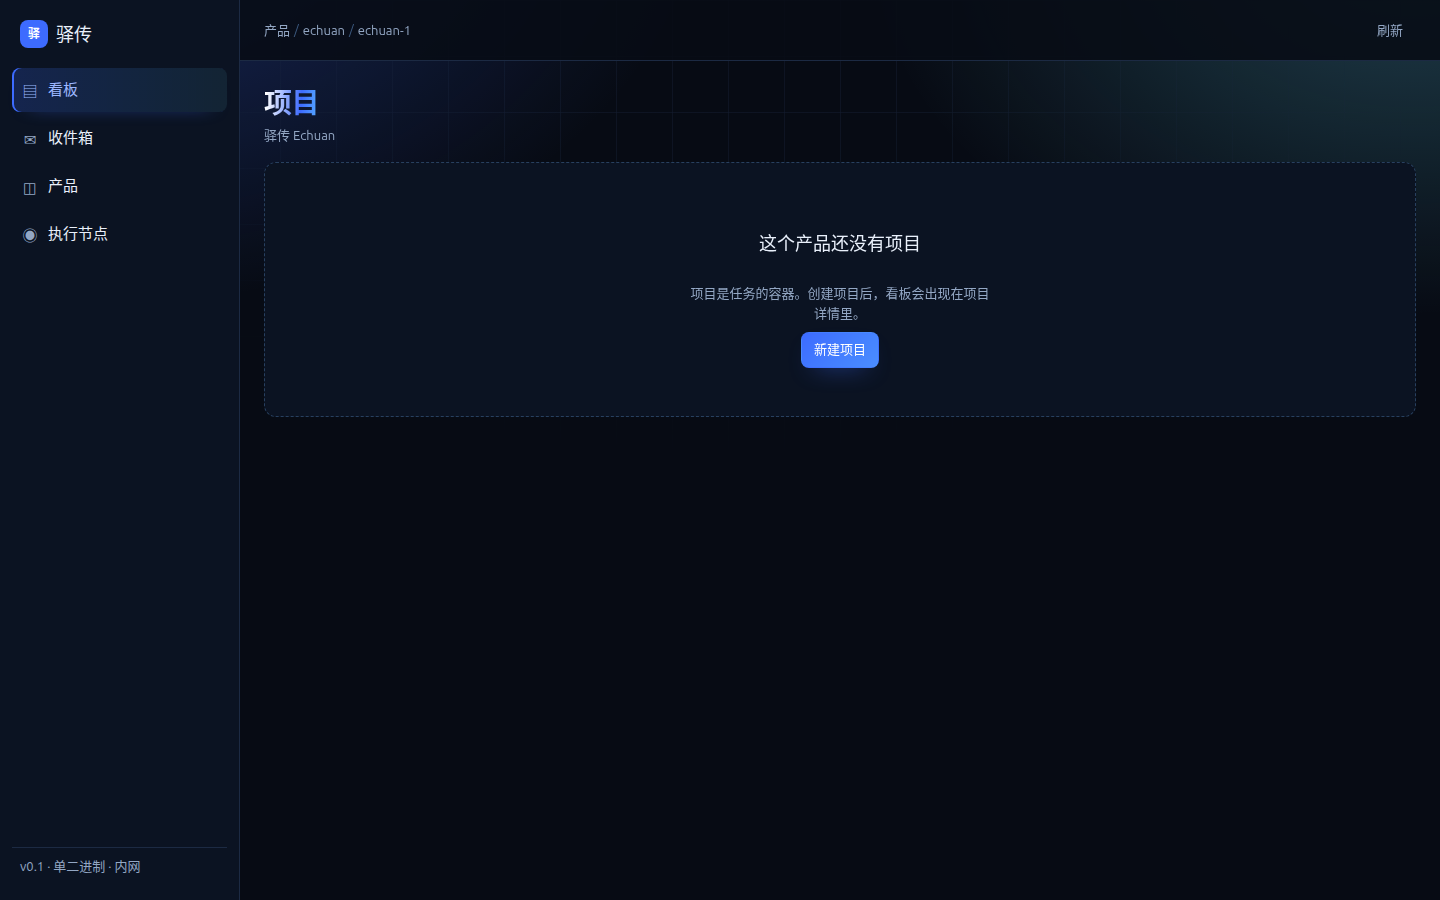 驿 驿传
看板
收件箱
产品
执行节点
v0.1 · 单二进制 · 内网
产品 / echuan / echuan-1
刷新
项目
驿传 Echuan
这个产品还没有项目
项目是任务的容器。创建项目后，看板会出现在项目
详情里。
新建项目